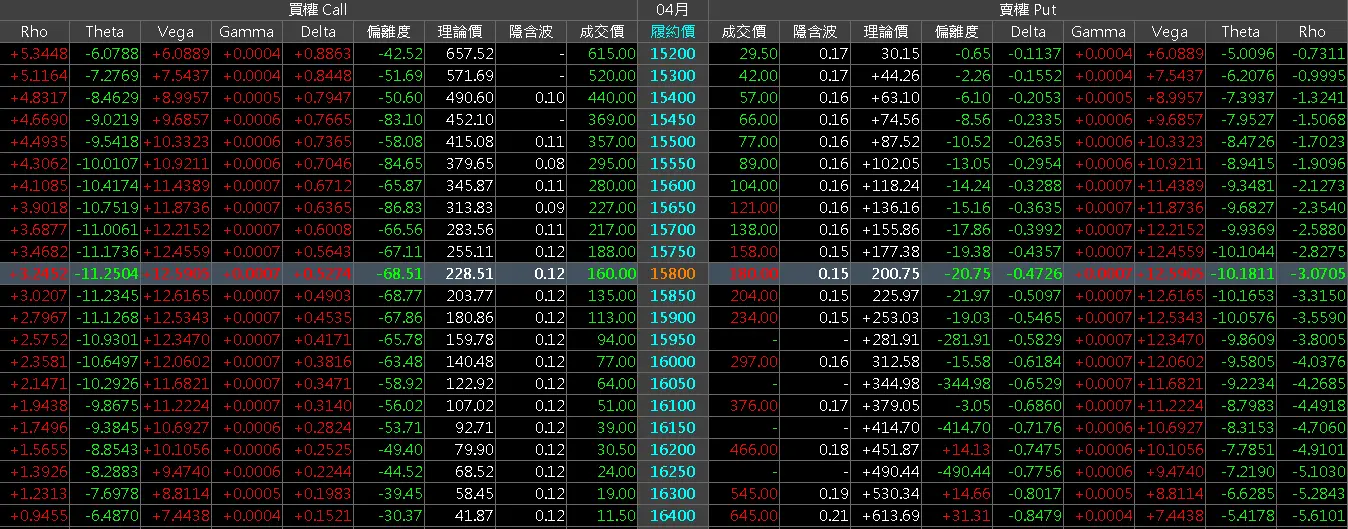 買權 Call 04月 賣權 Put
Rho Theta Vega Gamma Delta 偏離度 理論價 隱含波 成交價 履約價 成交價 隱含波 理論價 偏離度 Delta Gamma Vega Theta Rho
+5.3448 -6.0788 +6.0889 +0.0004 +0.8863 -42.52 657.52 615.00 15200 29.50 0.17 30.15 -0.65 -0.1137 +0.0004 +6.0889 -5.0096 -0.7311
+5.1164 -7.2769 +7.5437 +0.0004 +0.8448 -51.69 571.69 - 520.00 15300 42.00 0.17 +44.26 -2.26 -0.1552 +0.0004 +7.5437 -6.2076 -0.9995
+4.8317 -8.4629 +8.9957 +0.0005 +0.7947 -50.60 490.60 0.10 440.00 15400 57.00 0.16 +63.10 -6.10 -0.2053 +0.0005 +8.9957 -7.3937 -1.3241
+4.6690 -9.0219 +9.6857 +0.0006 +0.7665 -83.10 452.10 - 369.00 15450 66.00 0.16 +74.56 -8.56 -0.2335 +0.0006 +9.6857 -7.9527 -1.5068
+4.4935 -9.5418 +10.3323 +0.0006 +0.7365 -58.08 415.08 0.11 357.00 15500 77.00 0.16 +87.52 -10.52 -0.2635 +0.0006 +10.3323 -8.4726 -1.7023
+4.3062 -10.0107 +10.9211 +0.0006 +0.7046 -84.65 379.65 0.08 295.00 15550 89.00 0.16 +102.05 -13.05 -0.2954 +0.0006 +10.9211 -8.9415 -1.9096
+4.1085 -10.4174 +11.4389 +0.0007 +0.6712 -65.87 345.87 0.11 280.00 15600 104.00 0.16 +118.24 -14.24 -0.3288 +0.0007 +11.4389 -9.3481 -2.1273
+3.9018 -10.7519 +11.8736 +0.0007 +0.6365 -86.83 313.83 0.09 227.00 15650 121.00 0.16 +136.16 -15.16 -0.3635 +0.0007 +11.8736 -9.6827 -2.3540
+3.6877 -11.0061 +12.2152 +0.0007 +0.6008 -66.56 283.56 0.11 217.00 15700 138.00 0.16 +155.86 -17.86 -0.3992 +0.0007 +12.2152 -9.9369 -2.5880
+3.4682 -11.1736 +12.4559 +0.0007 +0.5643 -67.11 255.11 0.12 188.00 15750 158.00 0.15 +177.38 -19.38 -0.4357 +0.0007 +12.4559 -10.1044 -2.8275
+3.2452 -11.2504 +12.5905 +0.0007 +0.5274 -68.51 228.51 0.12 160.00 15800 180.00 0.15 200.75 -20.75 -0.4726 +0.0007 +12.5905 -10.1811 -3.0705
+3.0207 -11.2345 +12.6165 +0.0007 +0.4903 -68.77 203.77 0.12 135.00 15850 204.00 0.15 225.97 -21.97 -0.5097 +0.0007 +12.6165 -10.1653 -3.3150
+2.7967 -11.1268 +12.5343 +0.0007 +0.4535 -67.86 180.86 0.12 113.00 15900 234.00 0.15 +253.03 -19.03 -0.5465 +0.0007 +12.5343 -10.0576 -3.5590
+2.5752 -10.9301 +12.3470 +0.0007 +0.4171 -65.78 159.78 0.12 94.00 15950 - - +281.91 -281.91 -0.5829 +0.0007 +12.3470 -9.8609 -3.8005
+2.3581 -10.6497 +12.0602 +0.0007 +0.3816 -63.48 140.48 0.12 77.00 16000 297.00 0.16 312.58 -15.58 -0.6184 +0.0007 +12.0602 -9.5805 -4.0376
+2.1471 -10.2926 +11.6821 +0.0007 +0.3471 -58.92 122.92 0.12 64.00 16050 - - +344.98 -344.98 -0.6529 +0.0007 +11.6821 -9.2234 -4.2685
+1.9438 -9.8675 +11.2224 +0.0007 +0.3140 -56.02 107.02 0.12 51.00 16100 376.00 0.17 +379.05 -3.05 -0.6860 +0.0007 +11.2224 -8.7983 -4.4918
+1.7496 -9.3845 +10.6927 +0.0006 +0.2824 -53.71 92.71 0.12 39.00 16150 - - +414.70 -414.70 -0.7176 +0.0006 +10.6927 -8.3153 -4.7060
+1.5655 -8.8543 +10.1056 +0.0006 +0.2525 -49.40 79.90 0.12 30.50 16200 466.00 0.18 +451.87 +14.13 -0.7475 +0.0006 +10.1056 -7.7851 -4.9101
+1.3926 -8.2883 +9.4740 +0.0006 +0.2244 -44.52 68.52 0.12 24.00 16250 - - +490.44 -490.44 -0.7756 +0.0006 +9.4740 -7.2190 -5.1030
+1.2313 -7.6978 +8.8114 +0.0005 +0.1983 -39.45 58.45 0.12 19.00 16300 545.00 0.19 +530.34 +14.66 -0.8017 +0.0005 +8.8114 -6.6285 -5.2843
+0.9455 -6.4870 +7.4438 +0.0004 +0.1521 -30.37 41.87 0.12 11.50 16400 645.00 0.21 +613.69 +31.31 -0.8479 +0.0004 +7.4438 -5.4178 -5.6101